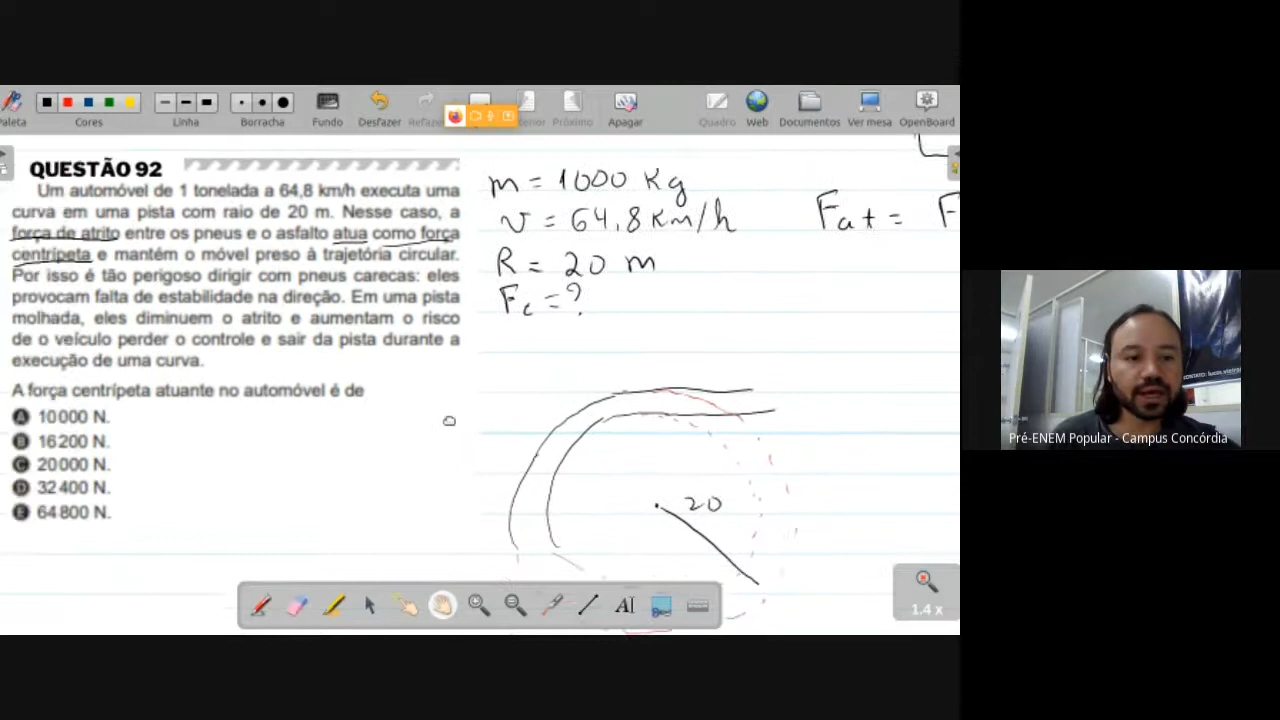 Paleta
Cores
Linha
Borracha
Fundo
Desfazer
Próximo
Apagar
Quadro
Web
Documentos
Ver mesa
OpenBoard
QUESTÃO 92
Um automóvel de 1 tonelada a 64,8 km/h executa uma
curva em uma pista com raio de 20 m. Nesse caso, a
força de atrito entre os pneus e o asfalto atua como força
centrípeta e mantém o móvel preso à trajetória circular.
Por isso é tão perigoso dirigir com pneus carecas: eles
provocam falta de estabilidade na direção. Em uma pista
molhada, eles diminuem o atrito e aumentam o risco
de o veículo perder o controle e sair da pista durante a
execução de uma curva.
A força centrípeta atuante no automóvel é de
A 10 000 N.
B 16 200 N.
C 20 000 N.
D 32 400 N.
E 64 800 N.
m = 1000 Kg
v = 64,8 Km/h
R = 20 m
Fc = ?
Fat = F
20
1.4 x
Pré-ENEM Popular - Campus Concórdia